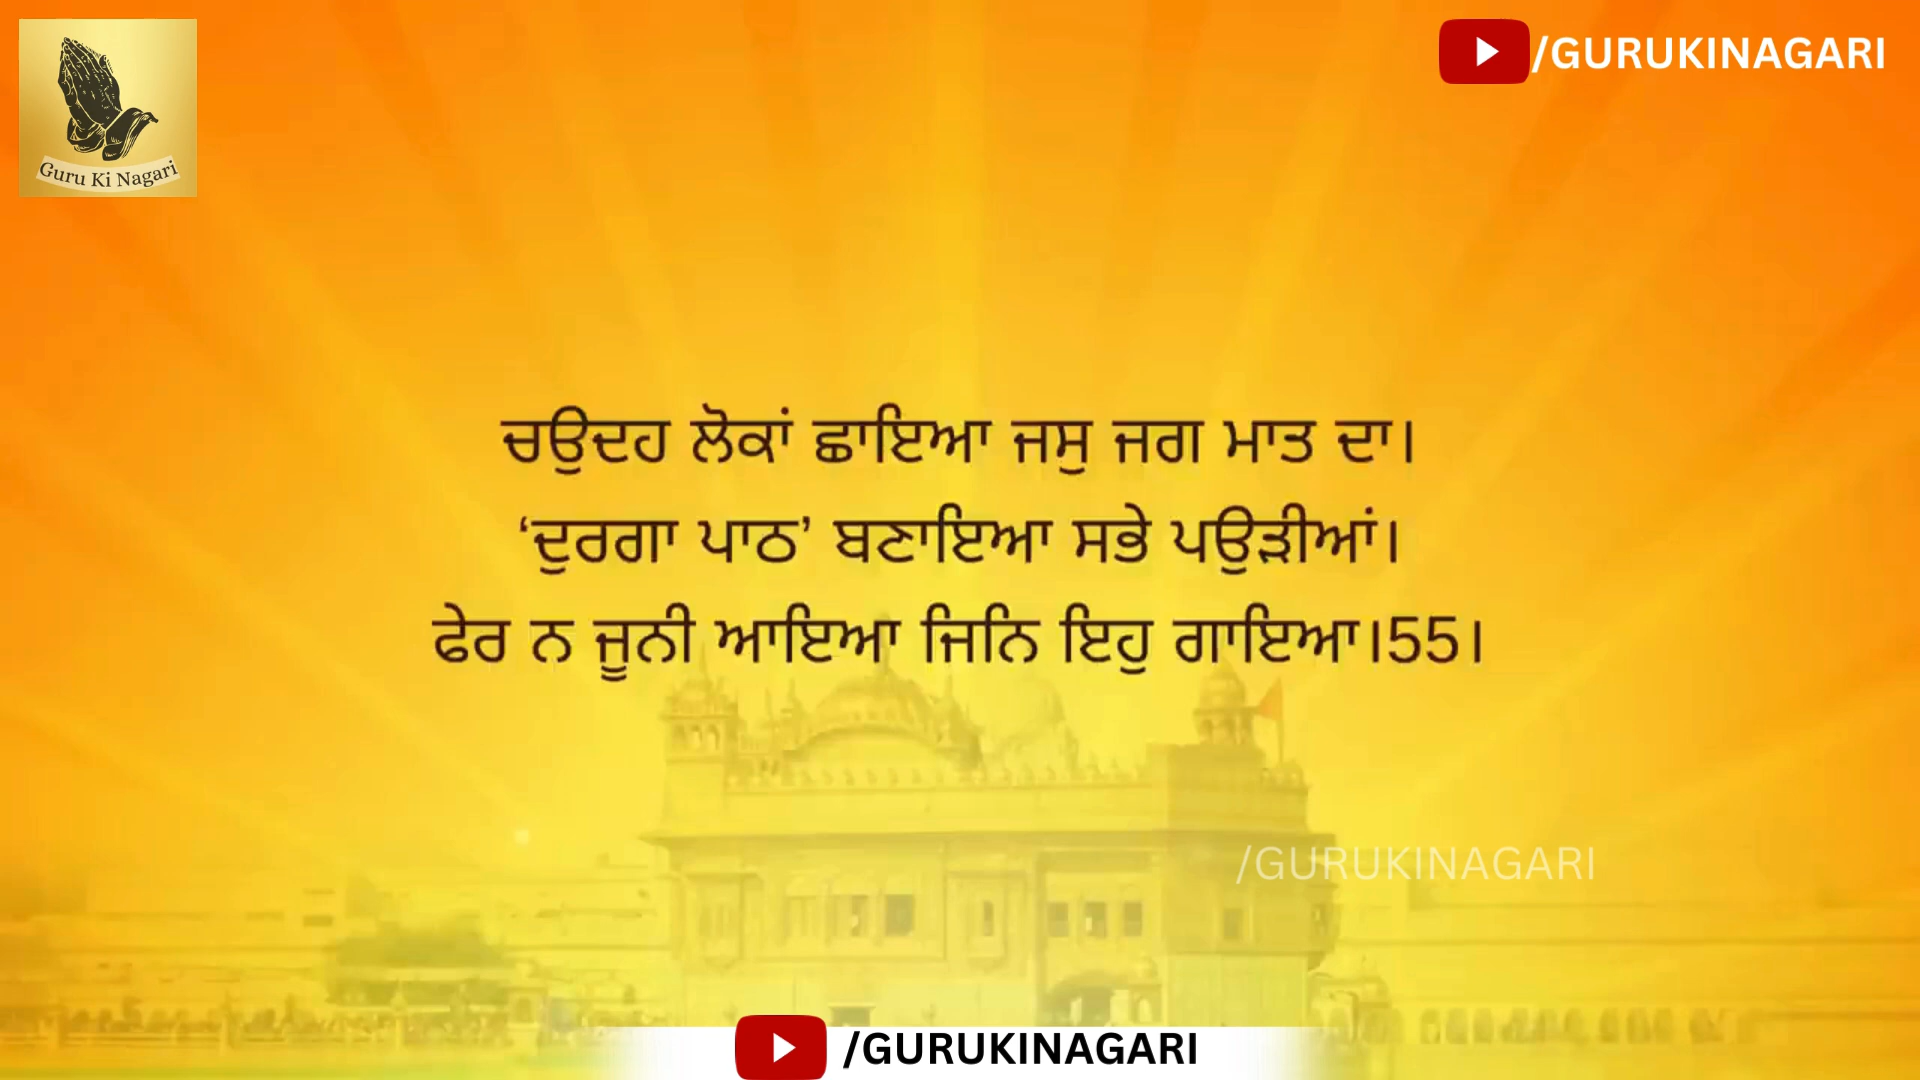 Guru Ki Nagari
/GURUKINAGARI
ਚਉਦਹ ਲੋਕਾਂ ਛਾਇਆ ਜਸੁ ਜਗ ਮਾਤ ਦਾ।
‘ਦੁਰਗਾ ਪਾਠ’ ਬਣਾਇਆ ਸਭੇ ਪਉੜੀਆਂ।
ਫੇਰ ਨ ਜੂਨੀ ਆਇਆ ਜਿਨਿ ਇਹੁ ਗਾਇਆ।55।
/GURUKINAGARI
/GURUKINAGARI